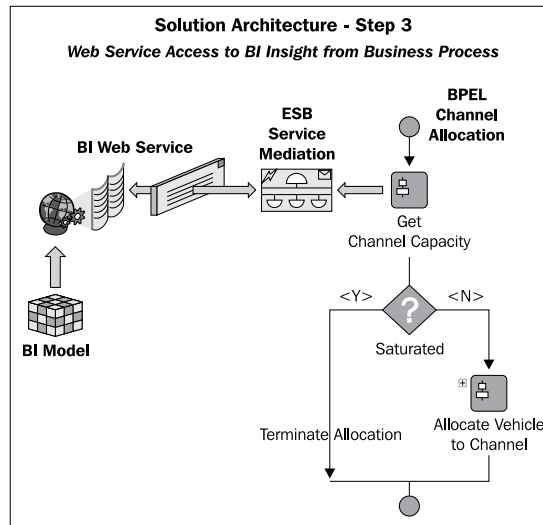 Solution Architecture - Step 3
Web Service Access to BI Insight from Business Process
BPEL
Channel
Allocation
ESB
Service
Mediation
BI Web Service
Get
Channel Capacity
BI Model
<Y>
<N>
?
Saturated
Terminate Allocation
Allocate Vehicle
to Channel